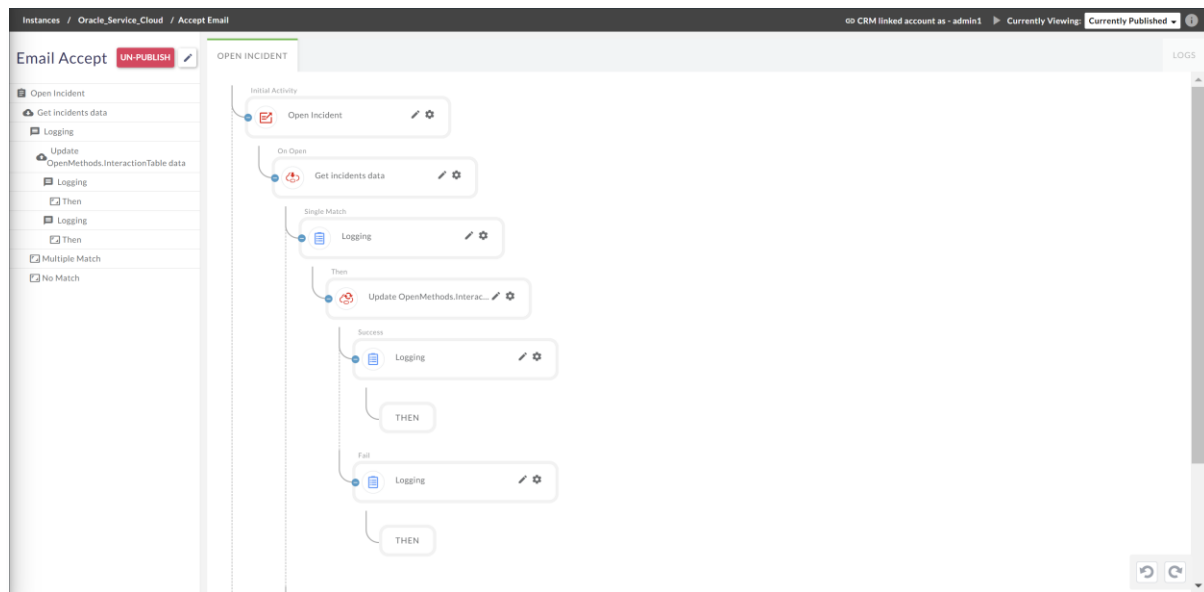 Instances / Oracle_Service_Cloud / Accept Email
CRM linked account as - admin1 Currently Viewing: Currently Published
Email Accept UN-PUBLISH
OPEN INCIDENT
LOGS
Open Incident
Get incidents data
Logging
Update
OpenMethods.InteractionTable data
Logging
Then
Logging
Then
Multiple Match
No Match
Initial Activity
Open Incident
On Open
Get incidents data
Single Match
Logging
Then
Update OpenMethods.Interac...
Success
Logging
THEN
Fail
Logging
THEN